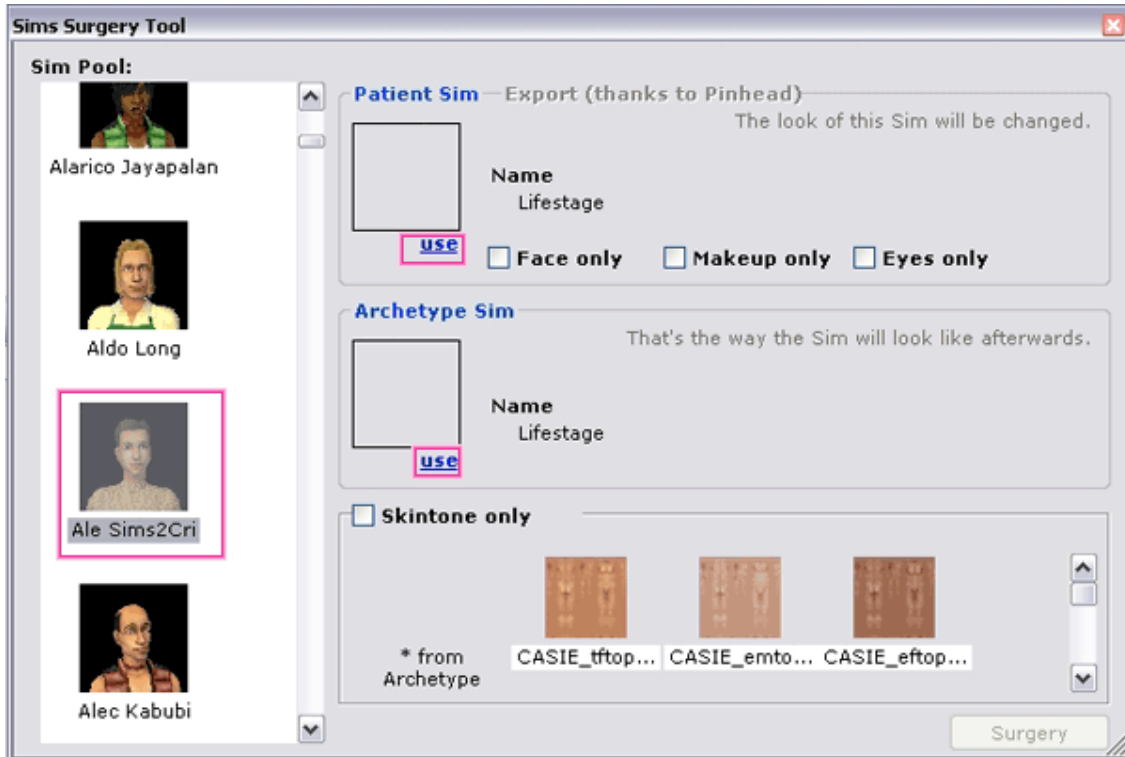 Sims Surgery Tool
Sim Pool:
Alarico Jayapalan
Aldo Long
Ale Sims2Cri
Alec Kabubi
Patient Sim Export (thanks to Pinhead)
The look of this Sim will be changed.
Name
Lifestage
use
Face only Makeup only Eyes only
Archetype Sim
That's the way the Sim will look like afterwards.
Name
Lifestage
use
Skintone only
* from
Archetype
CASIE_tftop... CASIE_emto... CASIE_eftop...
Surgery